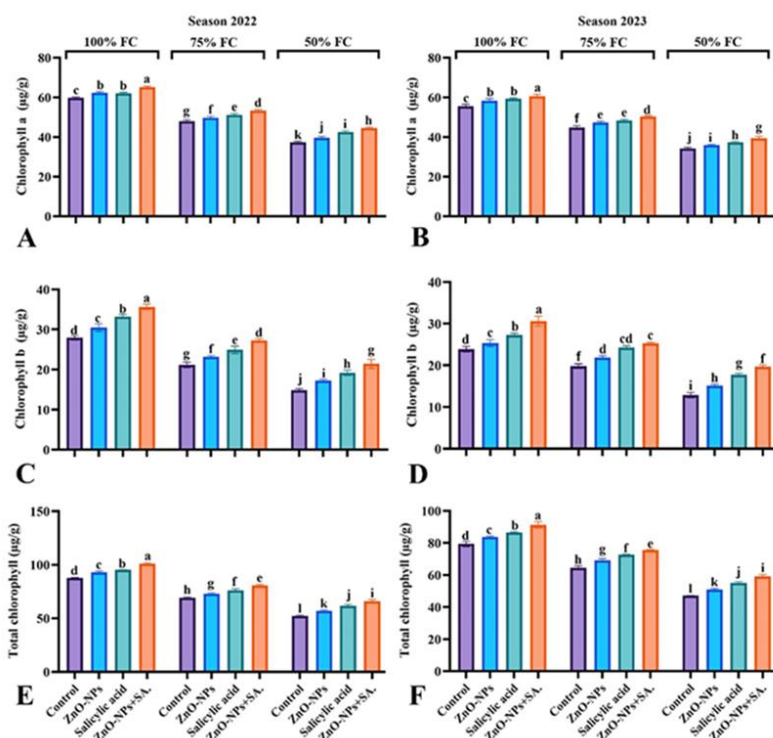 Season 2022
Season 2023
100% FC 75% FC 50% FC
100% FC 75% FC 50% FC
Chlorophyll a (µg/g)
80
60
40
20
0
c b b a g f e d k j i h
A
Chlorophyll a (µg/g)
80
60
40
20
0
c b b a f e e d j i h g
B
Chlorophyll b (µg/g)
40
30
20
10
0
d c b a g f e d j i h g
C
Chlorophyll b (µg/g)
40
30
20
10
0
d c b a f d cd c i h g f
D
Total chlorophyll (µg/g)
150
100
50
0
d c b a h g f e l k j i
E
Control ZnO-NPs Salicylic acid ZnO-NPs+SA. Control ZnO-NPs Salicylic acid ZnO-NPs+SA. Control ZnO-NPs Salicylic acid ZnO-NPs+SA.
Total chlorophyll (µg/g)
100
80
60
40
20
0
d c b a h g f e l k j i
F
Control ZnO-NPs Salicylic acid ZnO-NPs+SA. Control ZnO-NPs Salicylic acid ZnO-NPs+SA. Control ZnO-NPs Salicylic acid ZnO-NPs+SA.